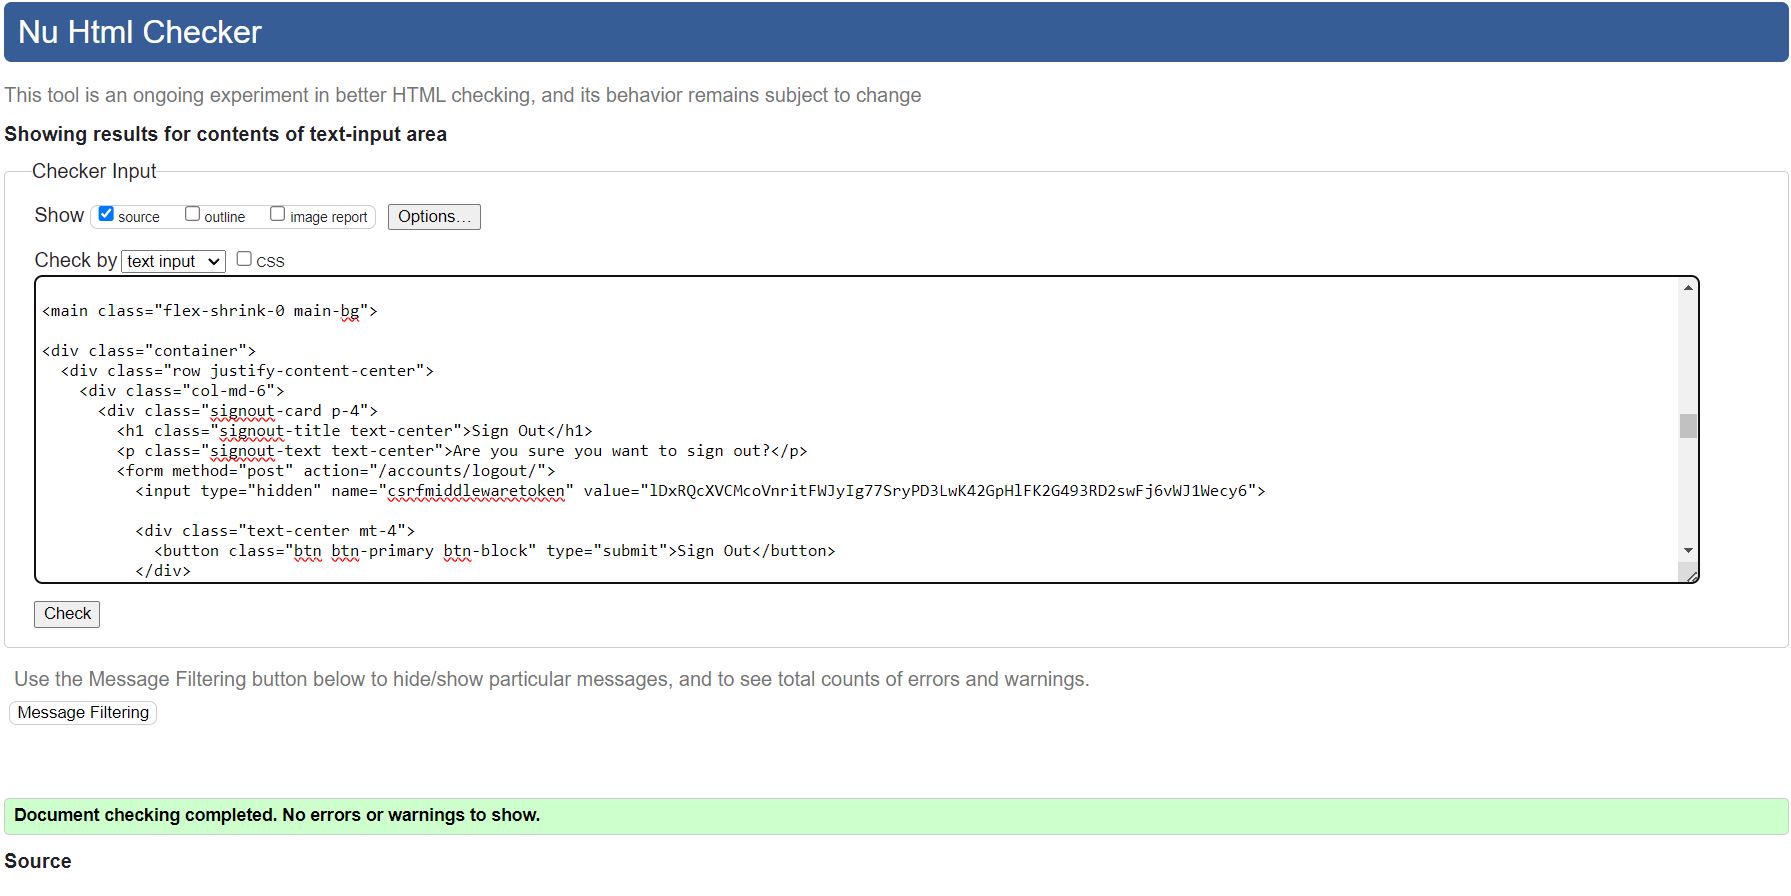 Nu Html Checker
This tool is an ongoing experiment in better HTML checking, and its behavior remains subject to change
Showing results for contents of text-input area
Checker Input
Show source outline image report Options...
Check by text input CSS
<main class="flex-shrink-0 main-bg">
<div class="container">
<div class="row justify-content-center">
<div class="col-md-6">
<div class="signout-card p-4">
<h1 class="signout-title text-center">Sign Out</h1>
<p class="signout-text text-center">Are you sure you want to sign out?</p>
<form method="post" action="/accounts/logout/">
<input type="hidden" name="csrfmiddlewaretoken" value="lDxRQcXVCMcoVnritFWJyIg77SryPD3LwK42GpHlFK2G493RD2swFj6vWJ1Wecy6">
<div class="text-center mt-4">
<button class="btn btn-primary btn-block" type="submit">Sign Out</button>
</div>
Check
Use the Message Filtering button below to hide/show particular messages, and to see total counts of errors and warnings.
Message Filtering
Document checking completed. No errors or warnings to show.
Source